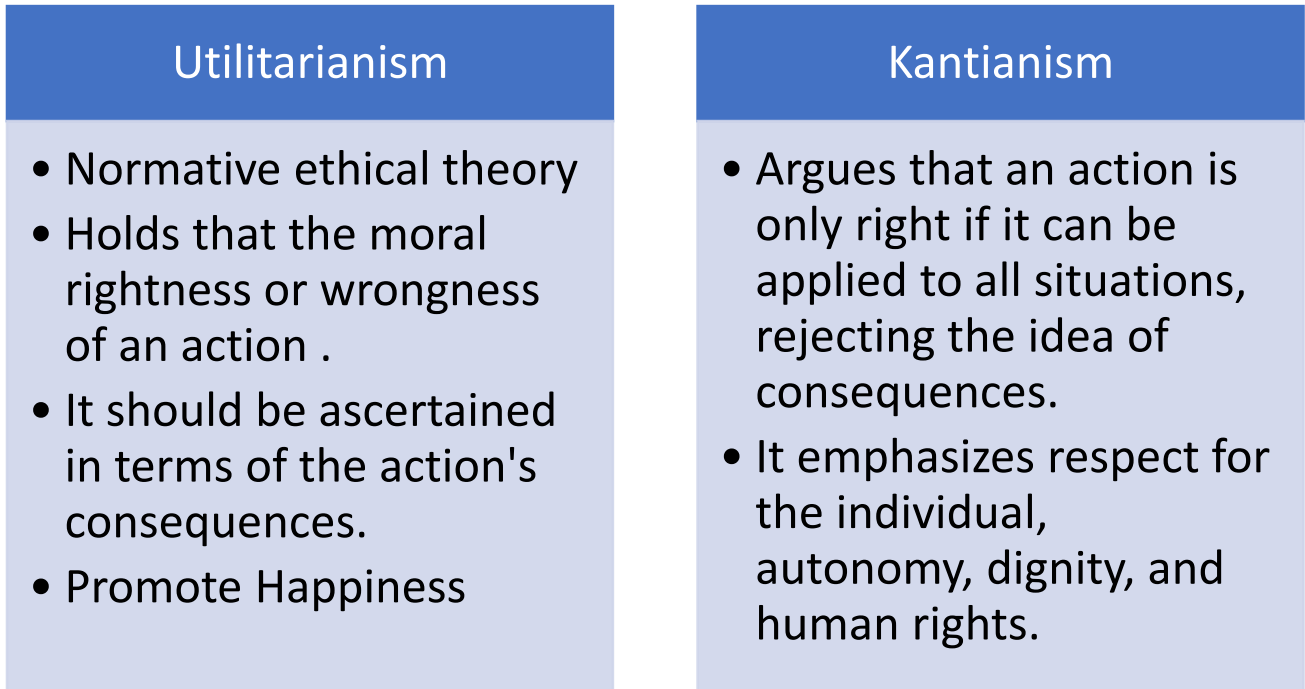 Utilitarianism
• Normative ethical theory
• Holds that the moral
rightness or wrongness
of an action .
• It should be ascertained
in terms of the action's
consequences.
• Promote Happiness
Kantianism
• Argues that an action is
only right if it can be
applied to all situations,
rejecting the idea of
consequences.
• It emphasizes respect for
the individual,
autonomy, dignity, and
human rights.